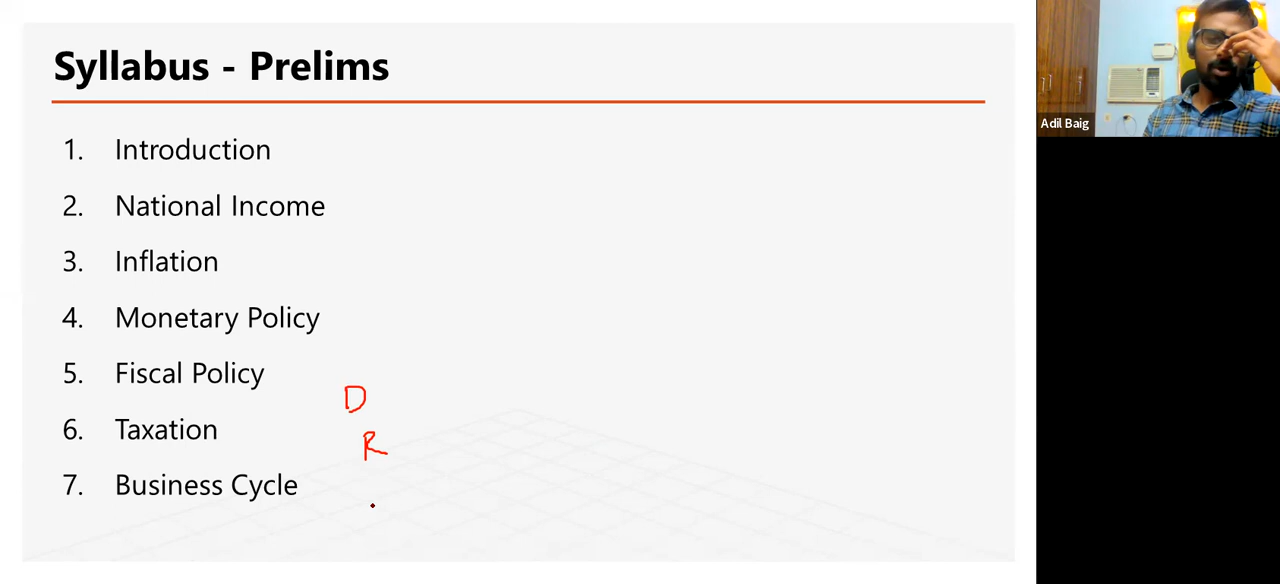 Syllabus - Prelims
1. Introduction
2. National Income
3. Inflation
4. Monetary Policy
5. Fiscal Policy
D
6. Taxation
R
7. Business Cycle
Adil Baig